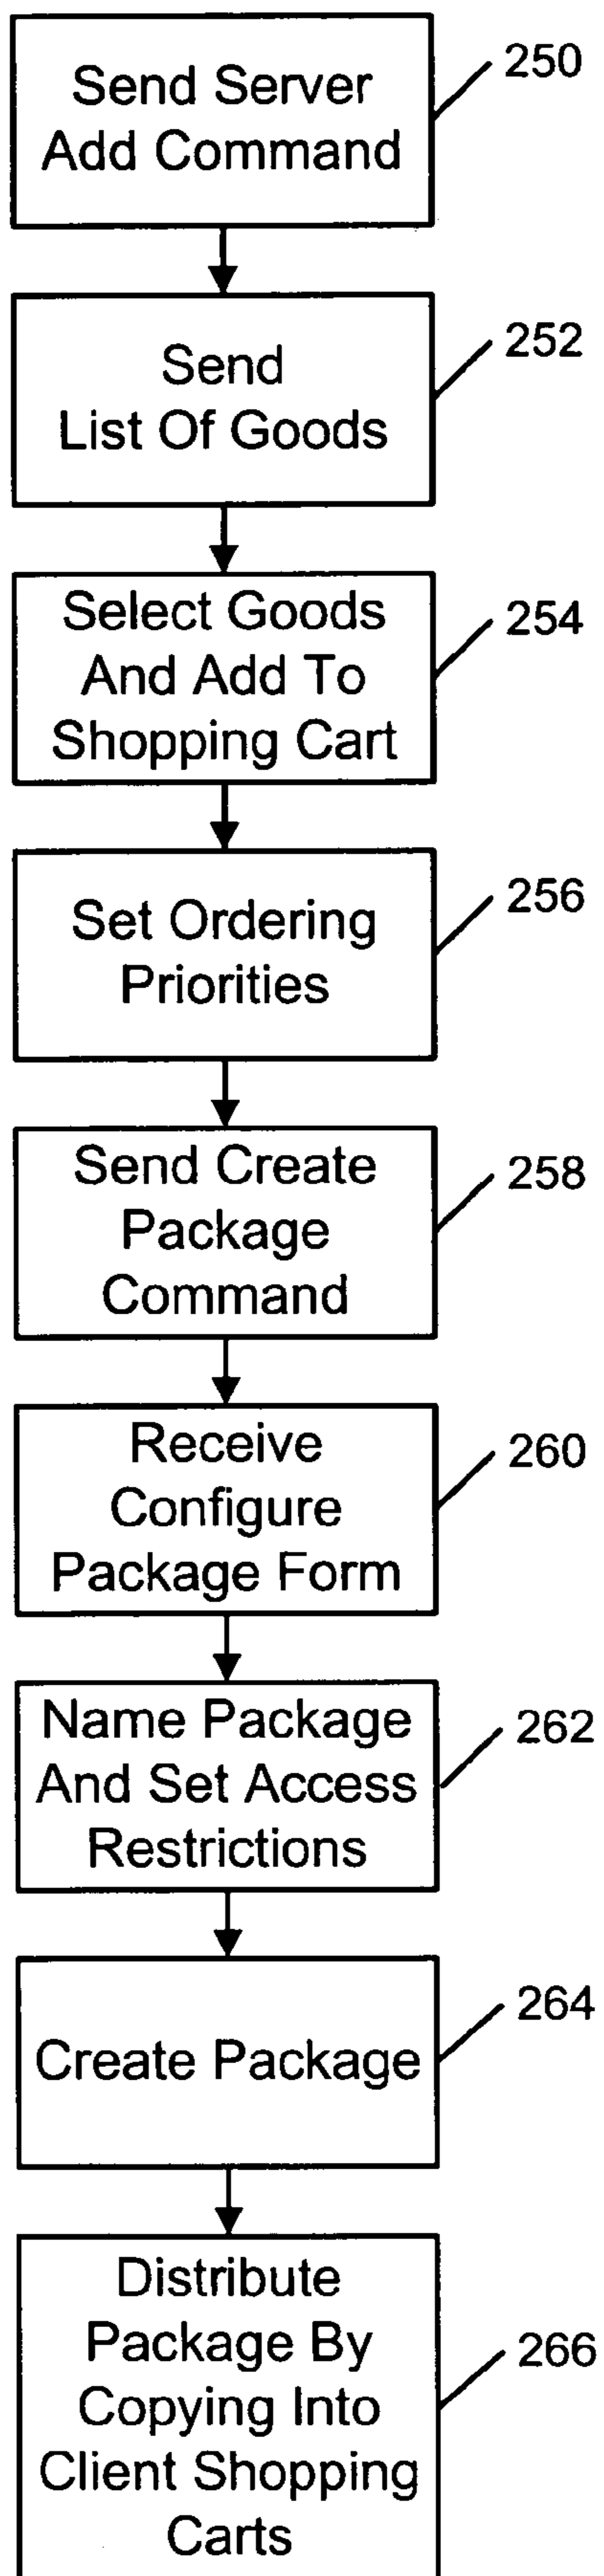 Send Server
Add Command
250
Send
List Of Goods
252
Select Goods
And Add To
Shopping Cart
254
Set Ordering
Priorities
256
Send Create
Package
Command
258
Receive
Configure
Package Form
260
Name Package
And Set Access
Restrictions
262
Create Package
264
Distribute
Package By
Copying Into
Client Shopping
Carts
266